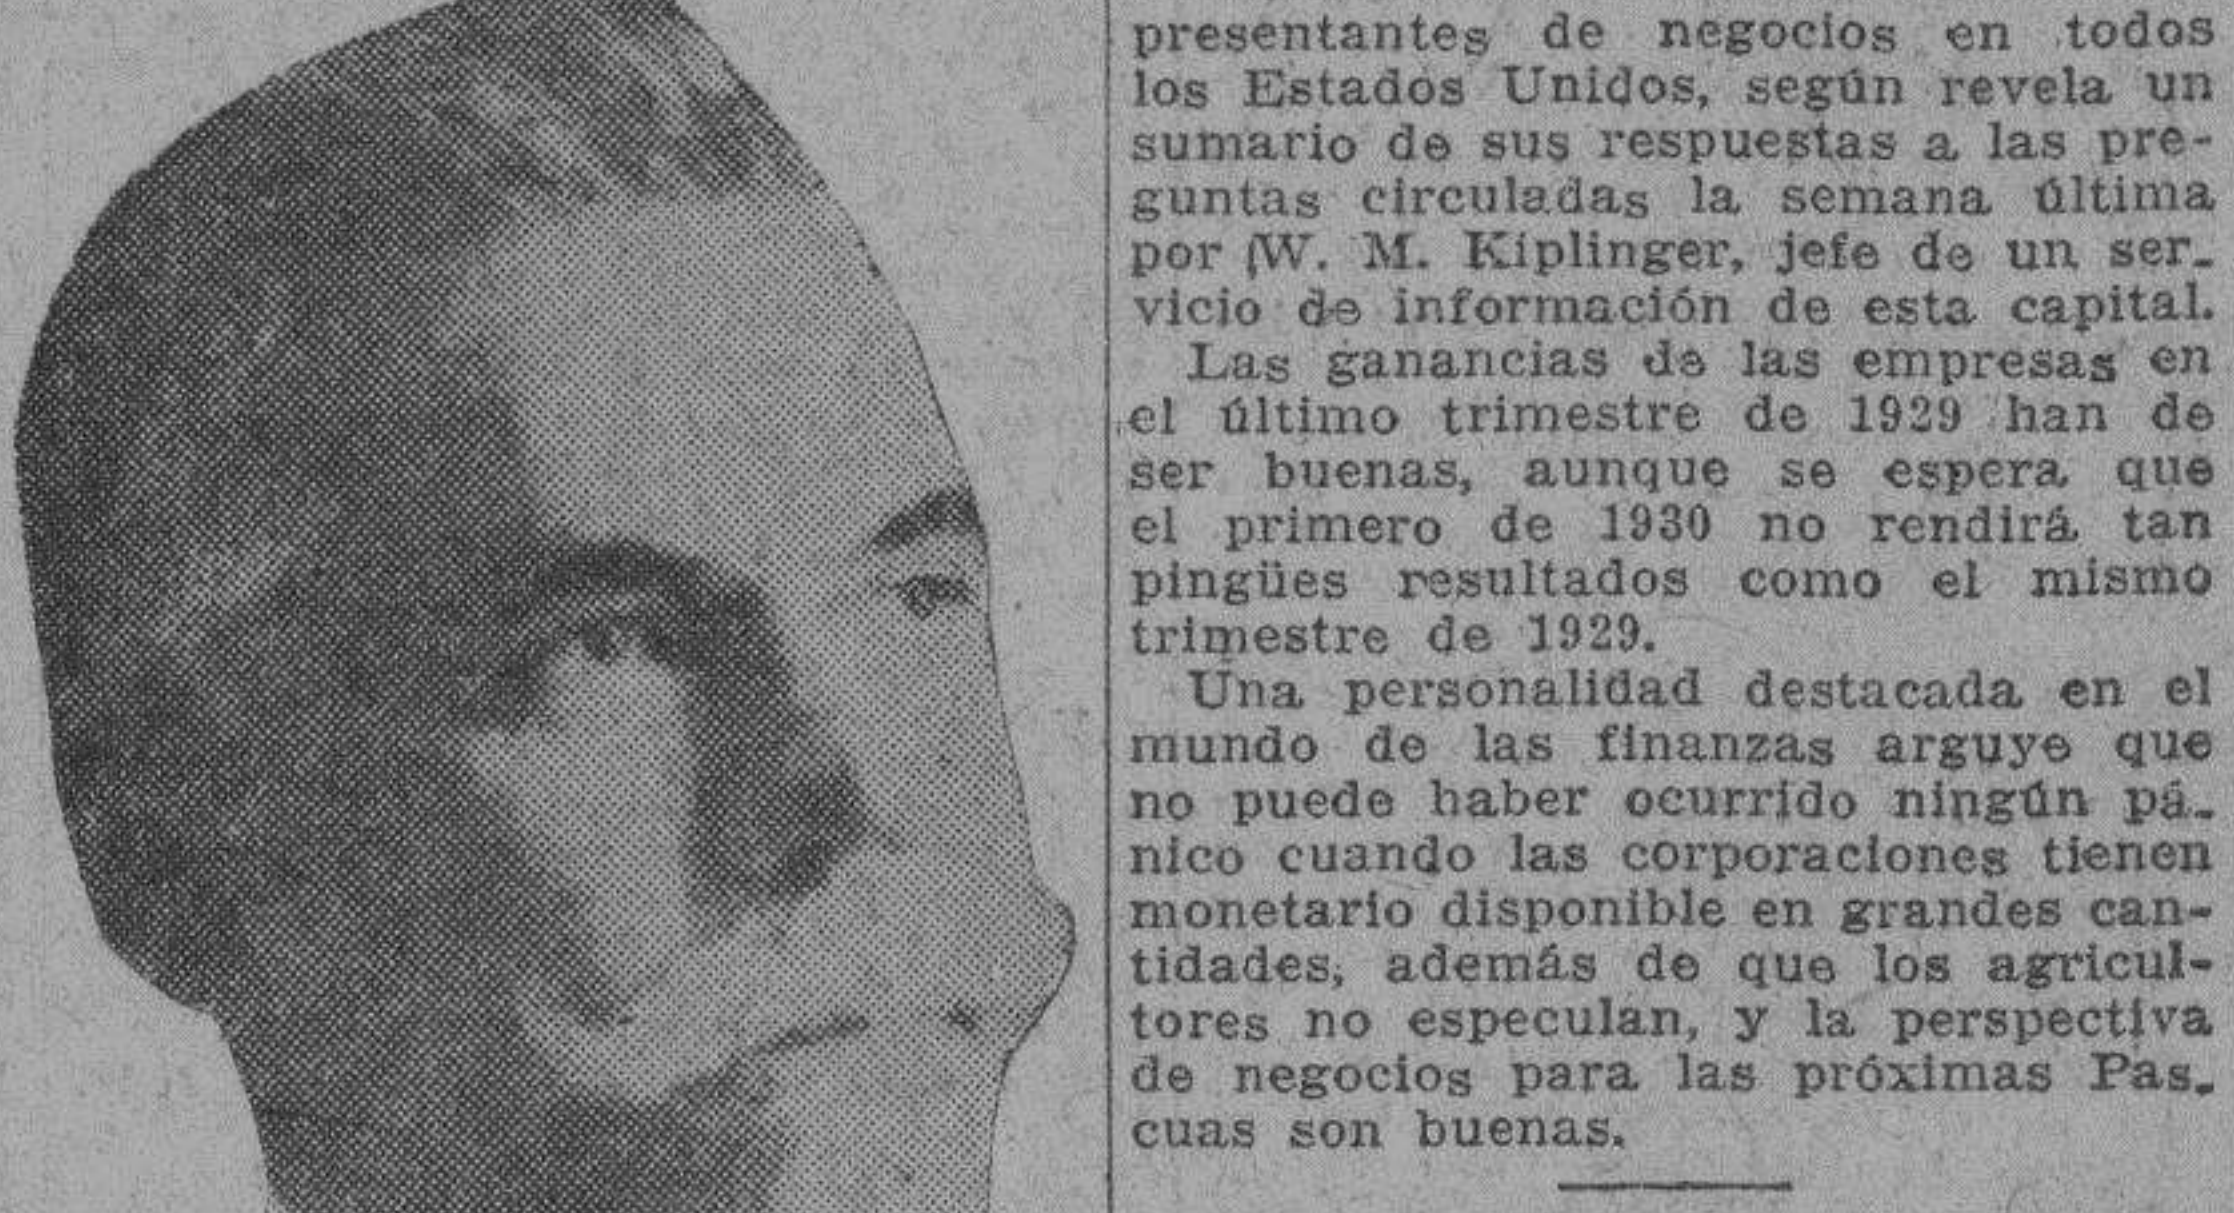 presentantes de negocios en todos
los Estados Unidos, según revela un
sumario de sus respuestas a las pre-
guntas circuladas la semana última
por W. M. Kiplinger, jefe de un ser-
vicio de información de esta capital.
Las ganancias de las empresas en
el último trimestre de 1929 han de
ser buenas, aunque se espera que
el primero de 1930 no rendirá tan
pingües resultados como el mismo
trimestre de 1929.
Una personalidad destacada en el
mundo de las finanzas arguye que
no puede haber ocurrido ningún pá-
nico cuando las corporaciones tienen
monetario disponible en grandes can-
tidades, además de que los agricul-
tores no especulan, y la perspectiva
de negocios para las próximas Pas-
cuas son buenas.